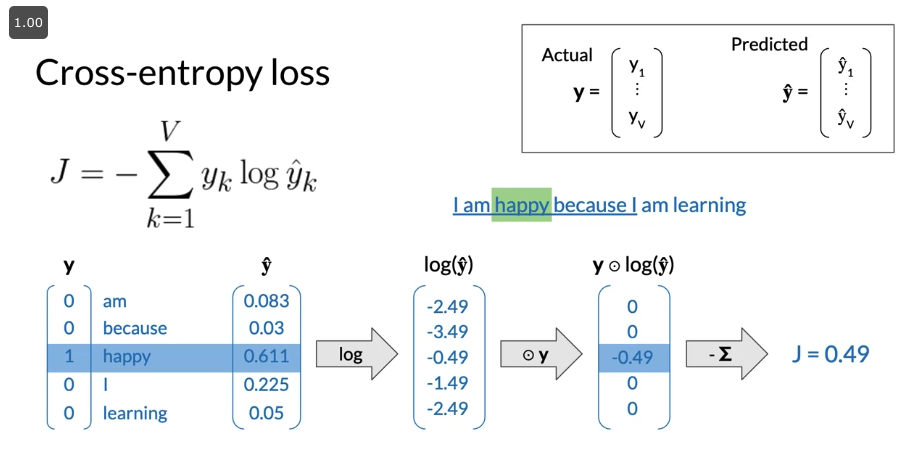 1.00
Cross-entropy loss
J = − ∑ y_k log ŷ_k
V
k=1
Actual
y =
y₁
⋮
y_V
Predicted
ŷ =
ŷ₁
⋮
ŷ_V
I am happy because I am learning
y ŷ log(ŷ) y ⊙ log(ŷ)
0 am 0.083 -2.49 0
0 because 0.03 -3.49 0
1 happy 0.611 log -0.49 ⊙ y -0.49 - Σ J = 0.49
0 I 0.225 -1.49 0
0 learning 0.05 -2.49 0